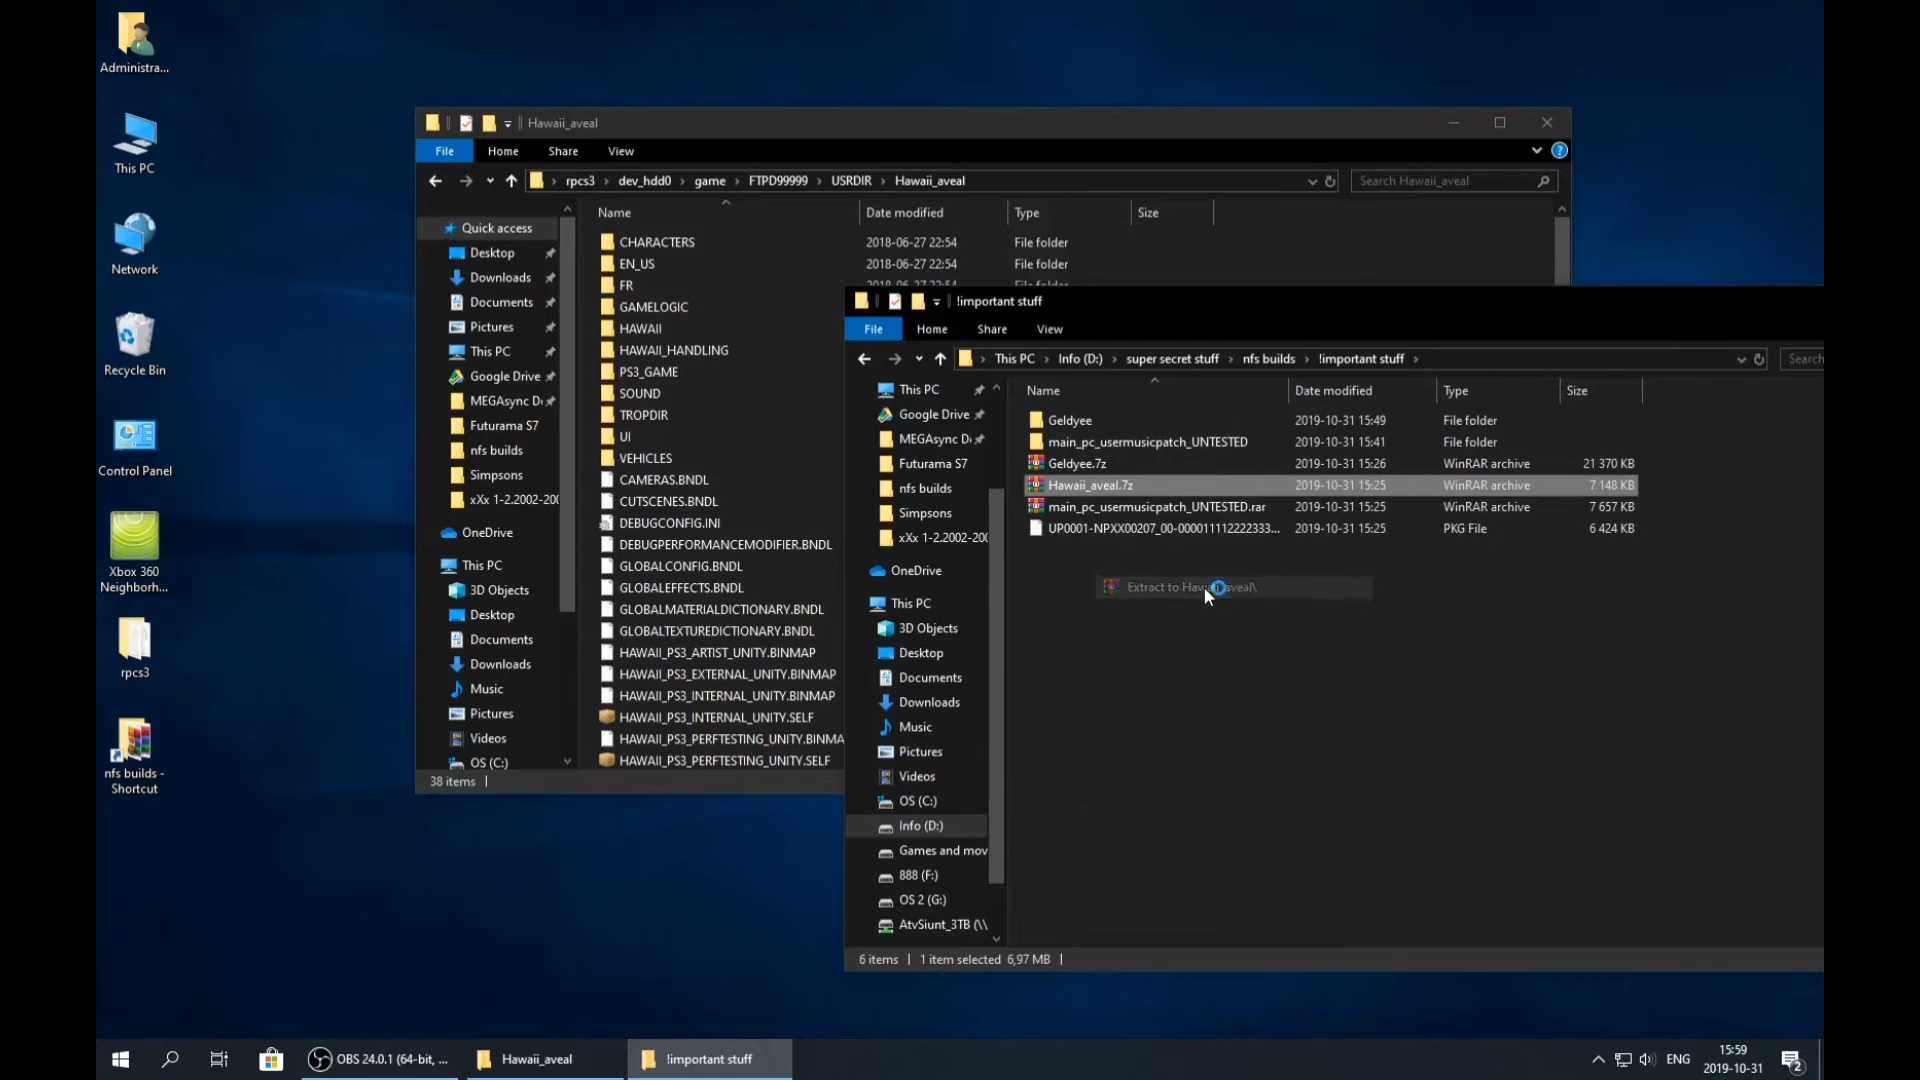 Administra...
This PC
Network
Recycle Bin
Control Panel
Xbox 360
Neighborh...
rpcs3
nfs builds -
Shortcut
Hawaii_aveal
File Home Share View
rpcs3 dev_hdd0 game FTPD99999 USRDIR Hawaii_aveal
Search Hawaii_aveal
Quick access
Desktop
Downloads
Documents
Pictures
This PC
Google Drive
MEGAsync D
Futurama S7
nfs builds
Simpsons
xXx 1-2.2002-200
OneDrive
This PC
3D Objects
Desktop
Documents
Downloads
Music
Pictures
Videos
OS (C:)
Name Date modified Type Size
CHARACTERS 2018-06-27 22:54 File folder
EN_US 2018-06-27 22:54 File folder
FR
GAMELOGIC
HAWAII
HAWAII_HANDLING
PS3_GAME
SOUND
TROPDIR
UI
VEHICLES
CAMERAS.BNDL
CUTSCENES.BNDL
DEBUGCONFIG.INI
DEBUGPERFORMANCEMODIFIER.BNDL
GLOBALCONFIG.BNDL
GLOBALEFFECTS.BNDL
GLOBALMATERIALDICTIONARY.BNDL
GLOBALTEXTUREDICTIONARY.BNDL
HAWAII_PS3_ARTIST_UNITY.BINMAP
HAWAII_PS3_EXTERNAL_UNITY.BINMAP
HAWAII_PS3_INTERNAL_UNITY.BINMAP
HAWAII_PS3_INTERNAL_UNITY.SELF
HAWAII_PS3_PERFTESTING_UNITY.BINMA
HAWAII_PS3_PERFTESTING_UNITY.SELF
38 items
!important stuff
File Home Share View
This PC Info (D:) super secret stuff nfs builds !important stuff
Search
This PC
Google Drive
MEGAsync D
Futurama S7
nfs builds
Simpsons
xXx 1-2.2002-200
OneDrive
This PC
3D Objects
Desktop
Documents
Downloads
Music
Pictures
Videos
OS (C:)
Info (D:)
Games and mov
888 (F:)
OS 2 (G:)
AtvSiunt_3TB (\\
Name Date modified Type Size
Geldyee 2019-10-31 15:49 File folder
main_pc_usermusicpatch_UNTESTED 2019-10-31 15:41 File folder
Geldyee.7z 2019-10-31 15:26 WinRAR archive 21 370 KB
Hawaii_aveal.7z 2019-10-31 15:25 WinRAR archive 7 148 KB
main_pc_usermusicpatch_UNTESTED.rar 2019-10-31 15:25 WinRAR archive 7 657 KB
UP0001-NPXX00207_00-0000111122222333... 2019-10-31 15:25 PKG File 6 424 KB
Extract to Hawaii_aveal\
6 items 1 item selected 6,97 MB
OBS 24.0.1 (64-bit, ...
Hawaii_aveal
!important stuff
ENG
15:59
2019-10-31
2